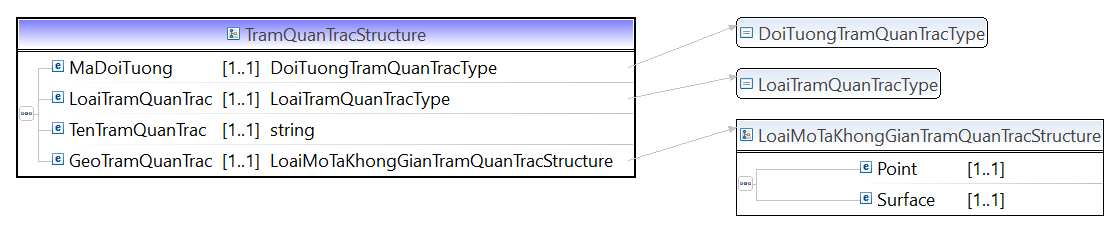 TramQuanTracStructure
MaDoiTuong [1..1] DoiTuongTramQuanTracType
LoaiTramQuanTrac [1..1] LoaiTramQuanTracType
TenTramQuanTrac [1..1] string
GeoTramQuanTrac [1..1] LoaiMoTaKhongGianTramQuanTracStructure
DoiTuongTramQuanTracType
LoaiTramQuanTracType
LoaiMoTaKhongGianTramQuanTracStructure
Point [1..1]
Surface [1..1]